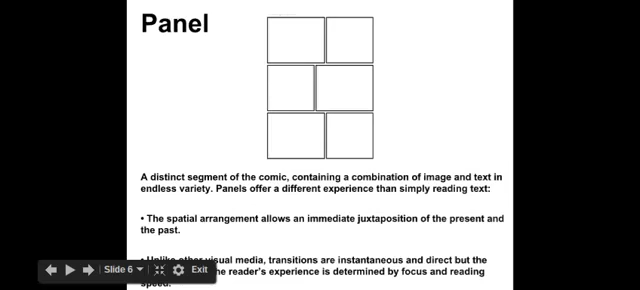 Panel
A distinct segment of the comic, containing a combination of image and text in
endless variety. Panels offer a different experience than simply reading text:
• The spatial arrangement allows an immediate juxtaposition of the present and
the past.
• Unlike other visual media, transitions are instantaneous and direct but the
the reader's experience is determined by focus and reading
speed.
Slide 6
Exit